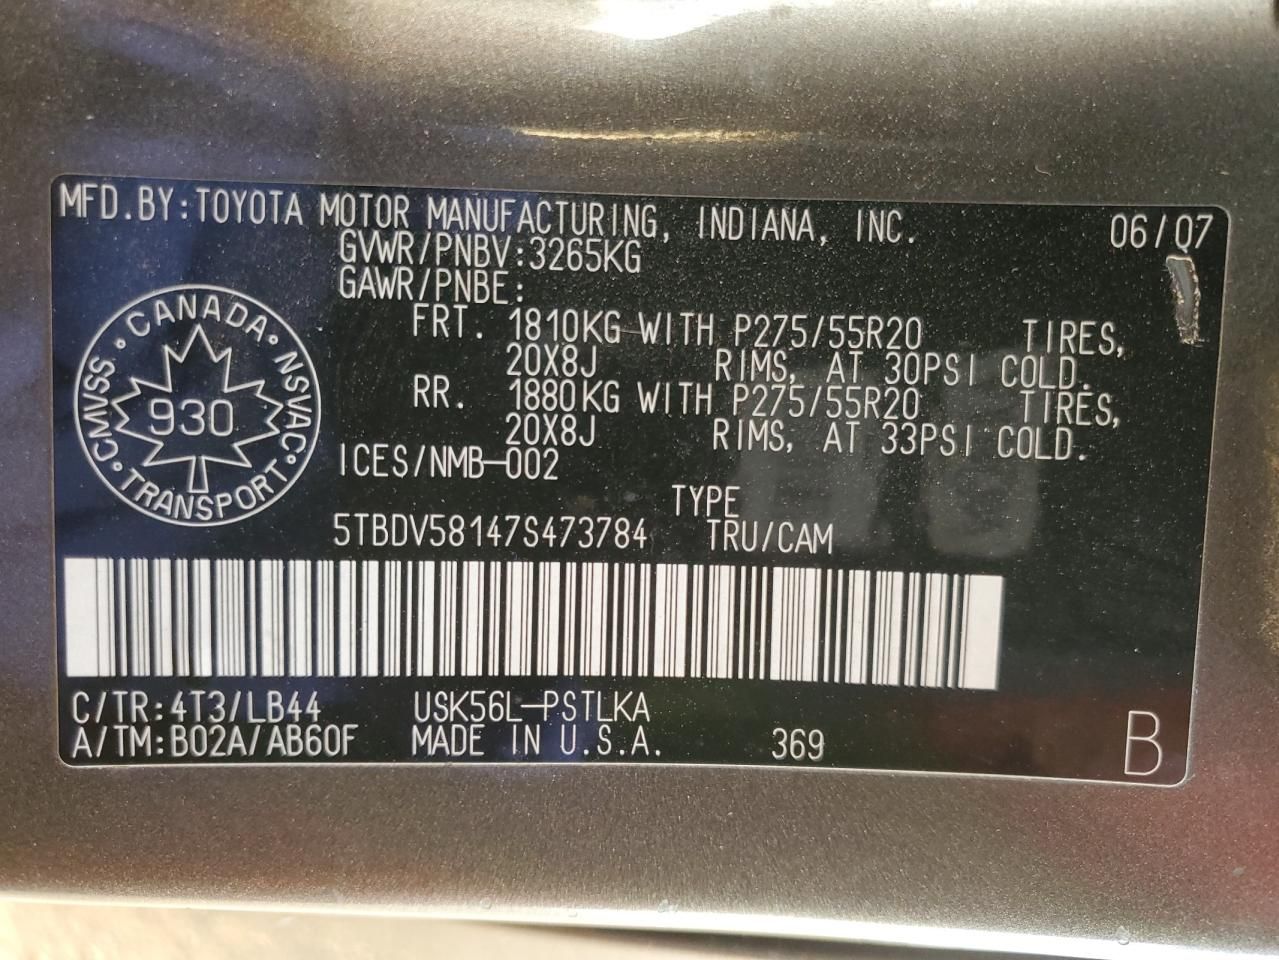 MFD.BY:TOYOTA MOTOR MANUFACTURING, INDIANA, INC. 06/07
GVWR/PNBV:3265KG
GAWR/PNBE:
FRT. 1810KG WITH P275/55R20 TIRES,
20X8J RIMS, AT 30PSI COLD.
RR. 1880KG WITH P275/55R20 TIRES,
20X8J RIMS, AT 33PSI COLD.
CANADA · NSVAC · TRANSPORT · CMVSS ·
930
ICES/NMB-002
TYPE
5TBDV58147S473784 TRU/CAM
C/TR:4T3/LB44 USK56L-PSTLKA
A/TM:B02A/AB60F MADE IN U.S.A. 369 B